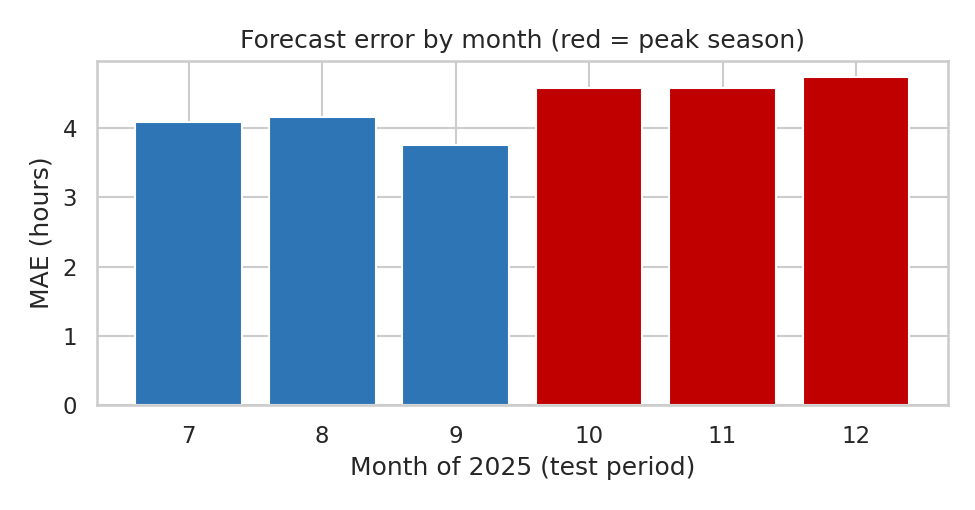 Forecast error by month (red = peak season)
MAE (hours)
4
3
2
1
0
7 8 9 10 11 12
Month of 2025 (test period)